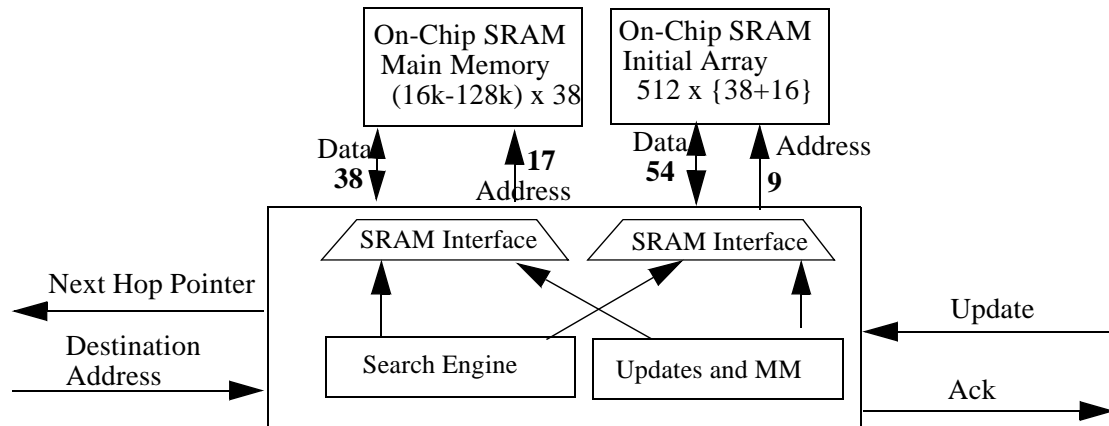 On-Chip SRAM
Main Memory
(16k-128k) x 38
On-Chip SRAM
Initial Array
512 x {38+16}
Data
38
17
Address
Data
54
Address
9
SRAM Interface
SRAM Interface
Next Hop Pointer
Destination
Address
Search Engine
Updates and MM
Update
Ack